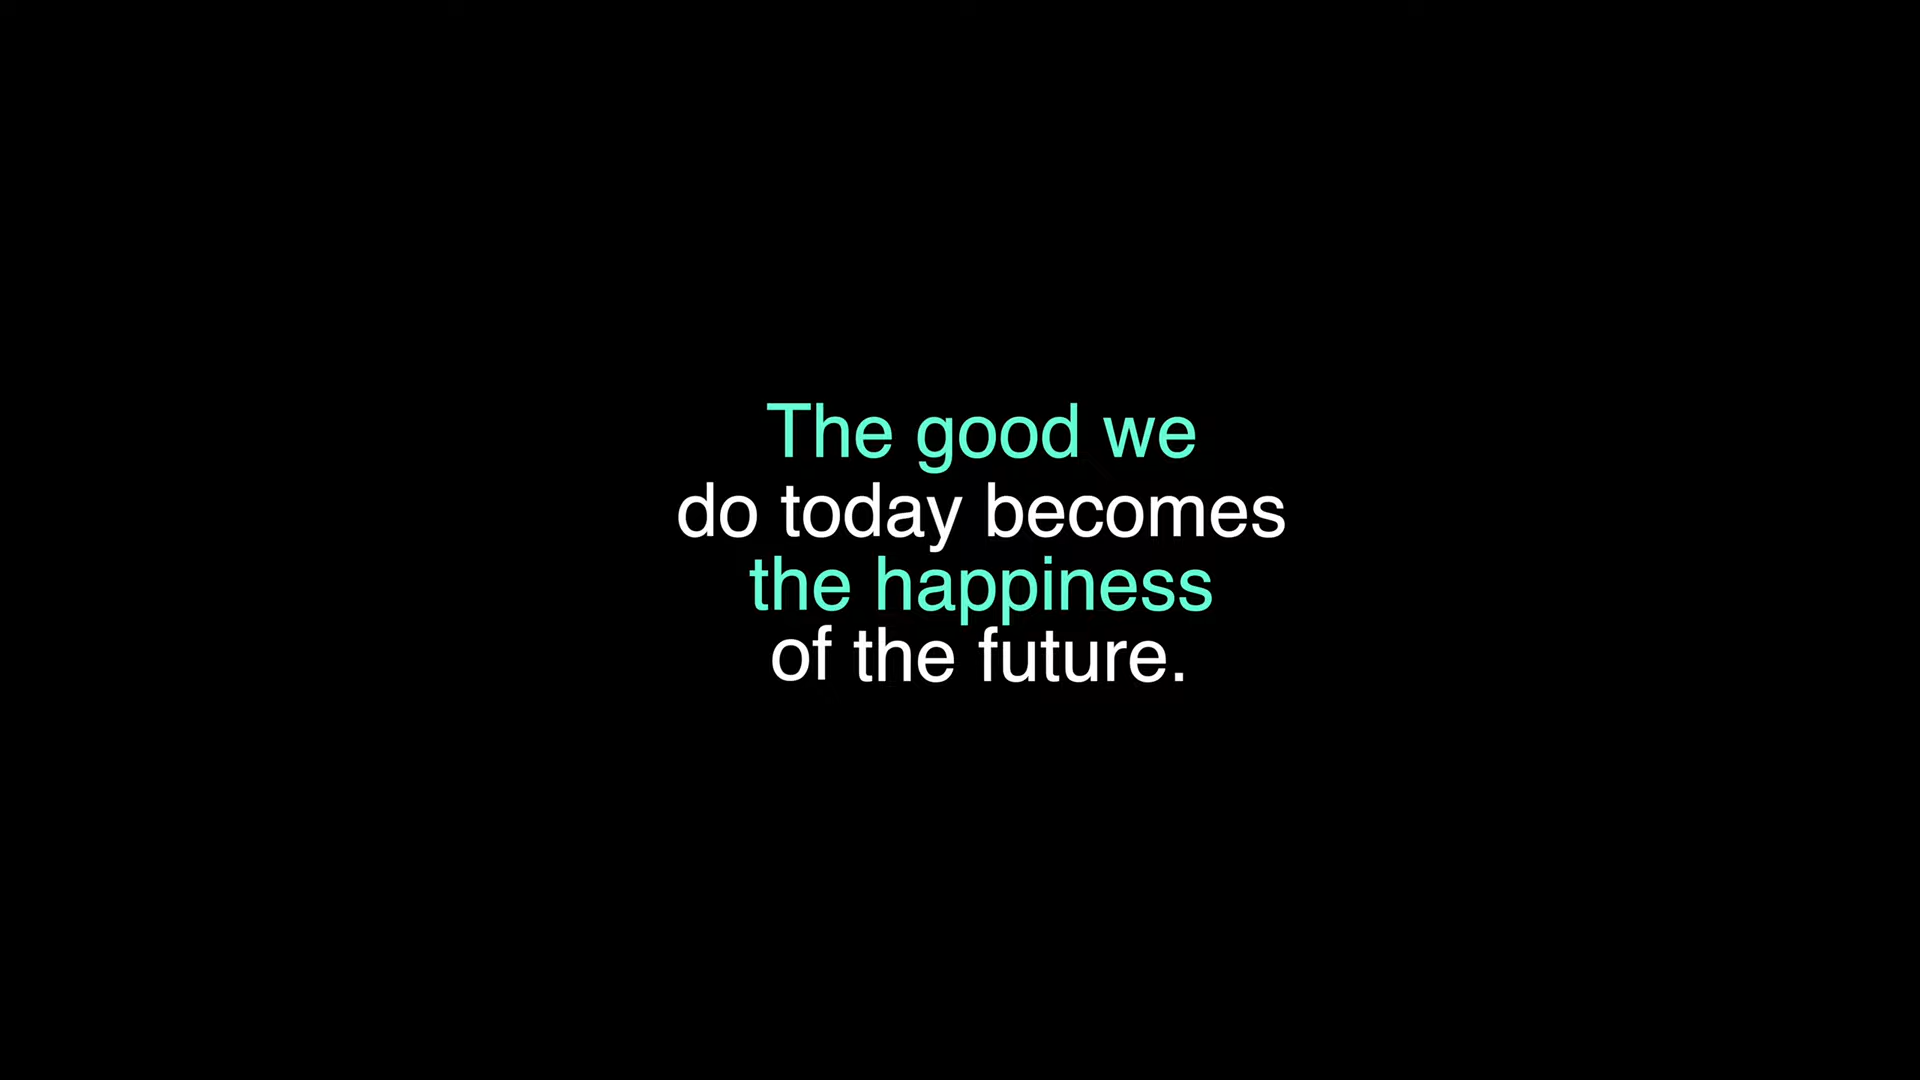 The good we
do today becomes
the happiness
of the future.